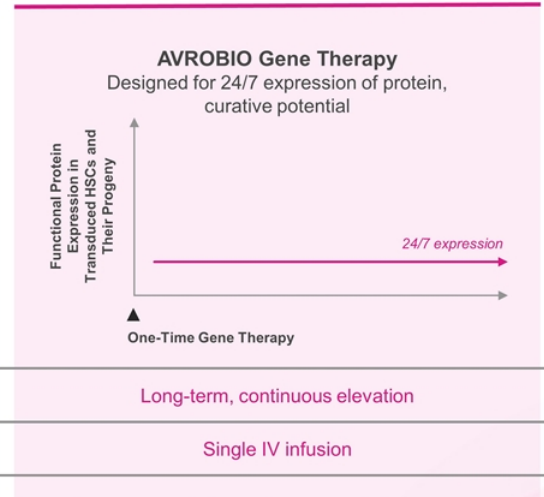 AVROBIO Gene Therapy
Designed for 24/7 expression of protein,
curative potential
Functional Protein
Expression in
Transduced HSCs and
Their Progeny
24/7 expression
One-Time Gene Therapy
Long-term, continuous elevation
Single IV infusion